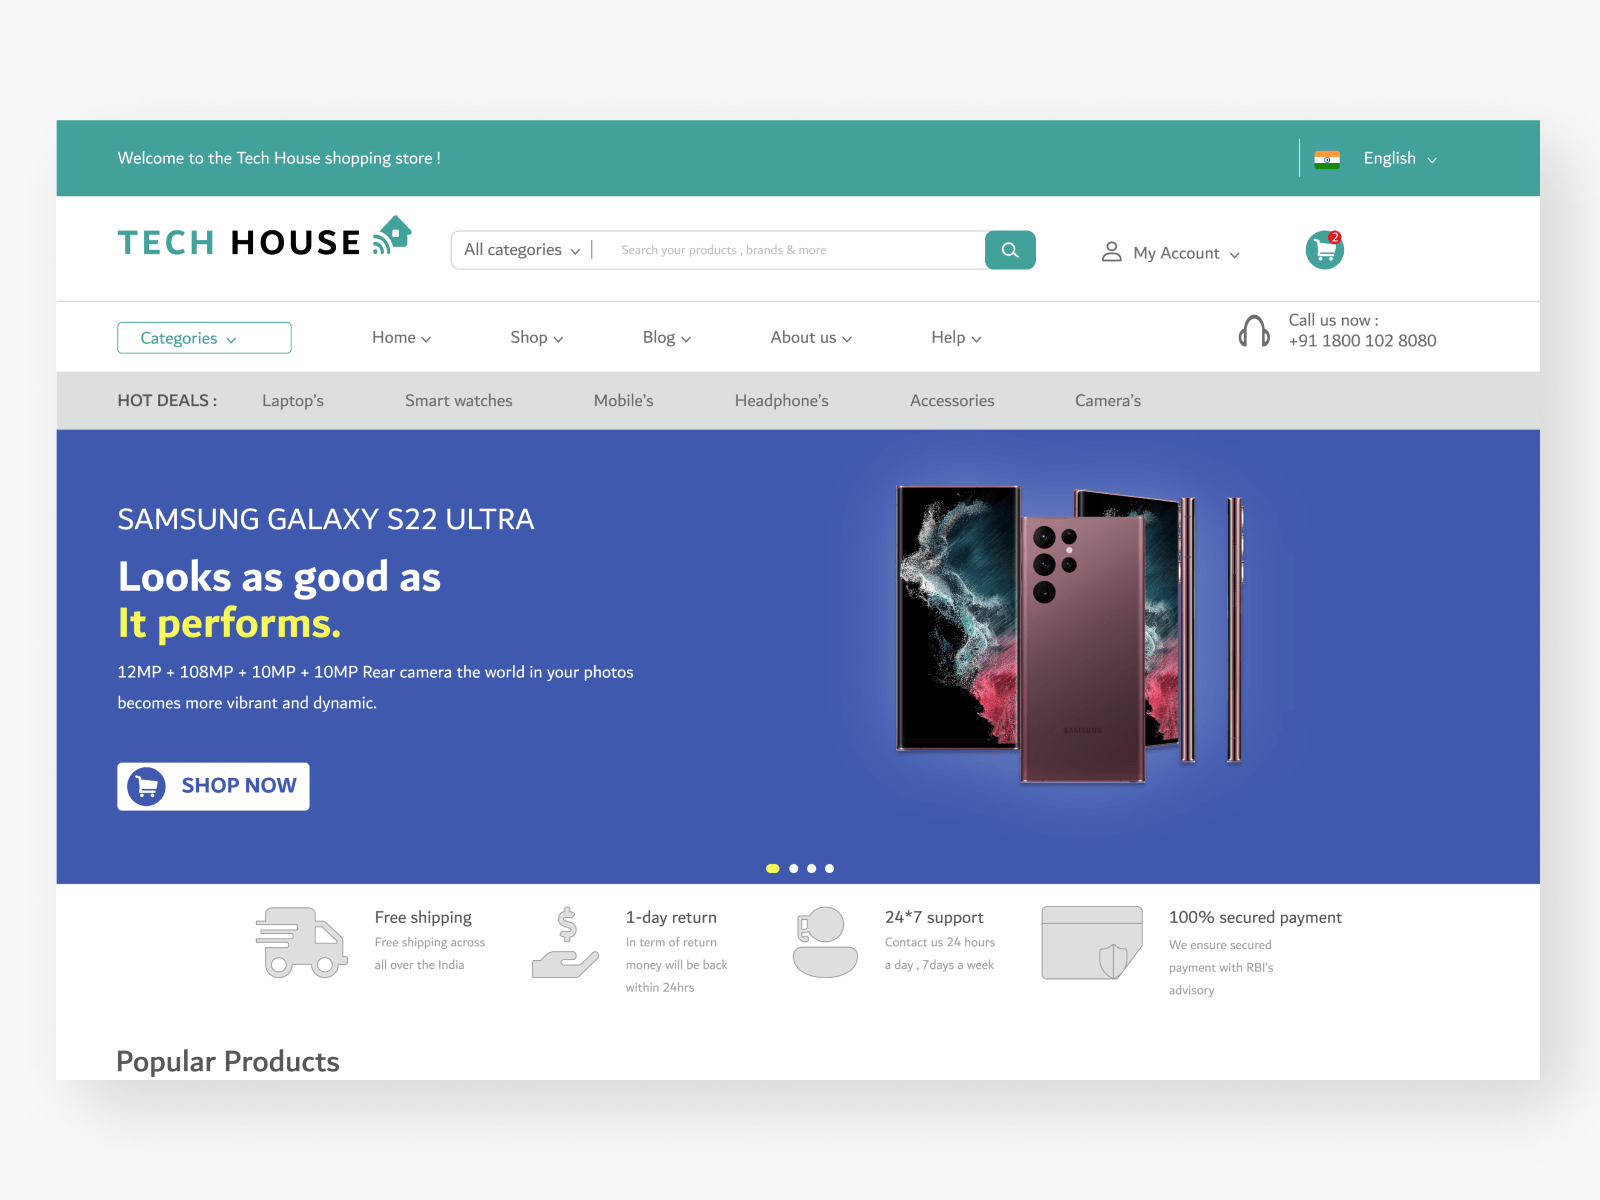 Welcome to the Tech House shopping store !
English
TECH HOUSE
All categories
Search your products , brands & more
My Account
2
Categories
Home
Shop
Blog
About us
Help
Call us now :
+91 1800 102 8080
HOT DEALS :
Laptop's
Smart watches
Mobile's
Headphone's
Accessories
Camera's
SAMSUNG GALAXY S22 ULTRA
Looks as good as
It performs.
12MP + 108MP + 10MP + 10MP Rear camera the world in your photos
becomes more vibrant and dynamic.
SHOP NOW
SAMSUNG
Free shipping
Free shipping across
all over the India
1-day return
In term of return
money will be back
within 24hrs
24*7 support
Contact us 24 hours
a day , 7days a week
100% secured payment
We ensure secured
payment with RBI's
advisory
Popular Products